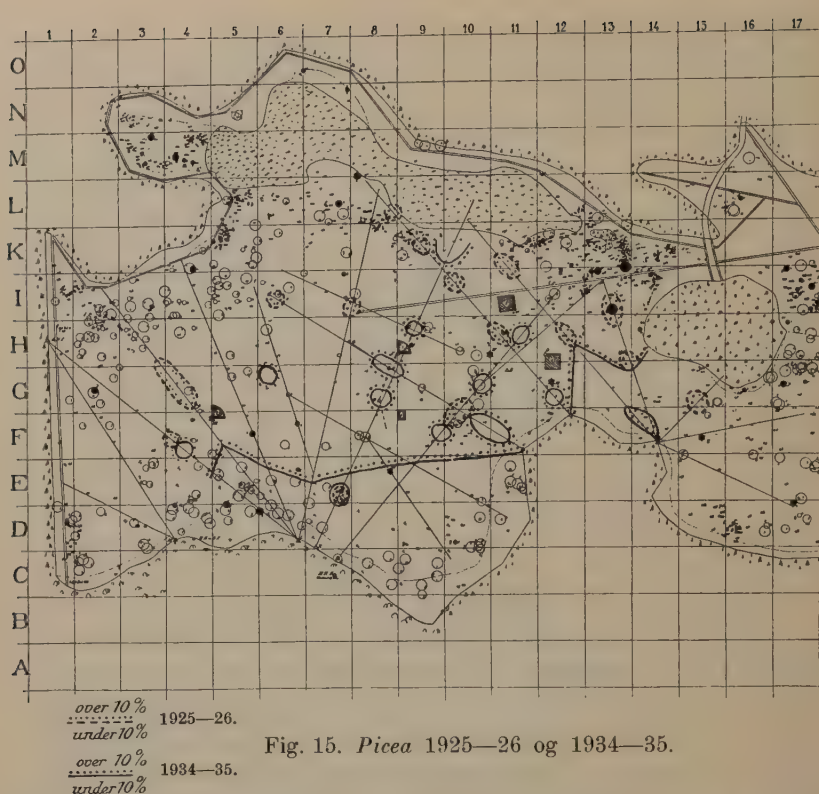 1 2 3 4 5 6 7 8 9 10 11 12 13 14 15 16 17
O
N
M
L
K
I
H
G
F
E
D
C
B
A
over 10%
1925—26.
under 10%
over 10%
1934—35.
under 10%
Fig. 15. Picea 1925—26 og 1934—35.